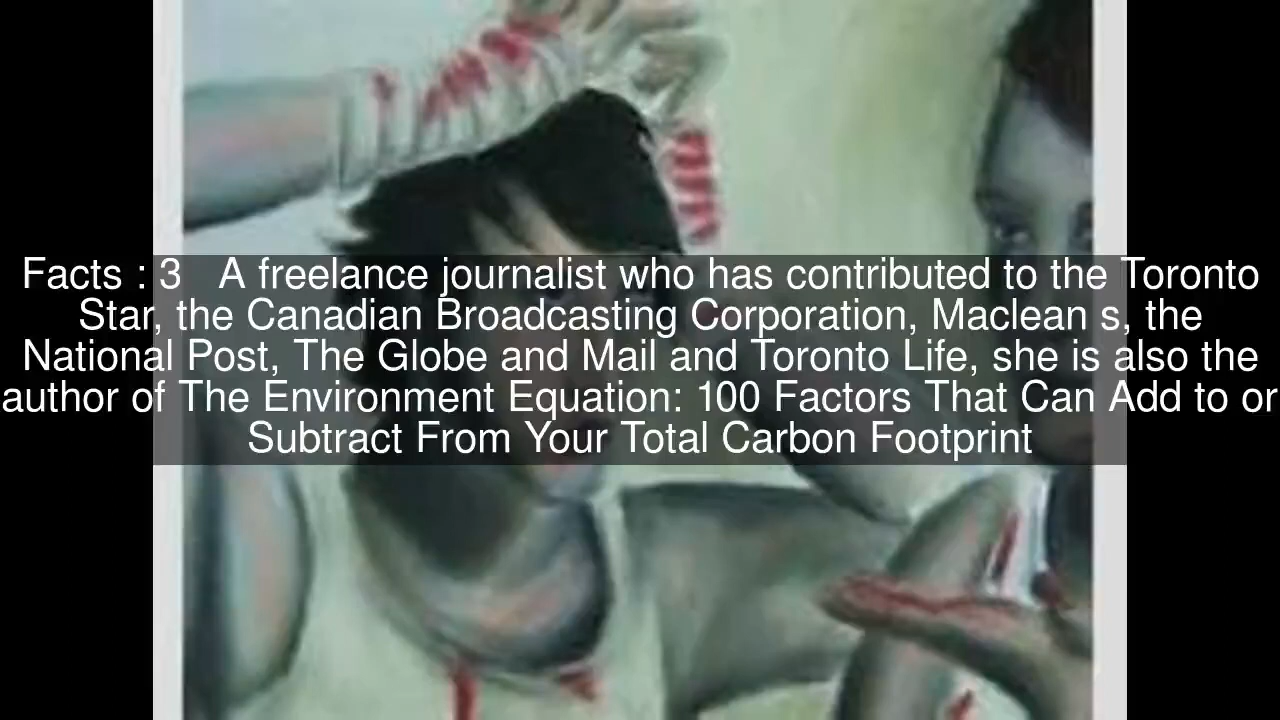 Facts : 3   A freelance journalist who has contributed to the Toronto
Star, the Canadian Broadcasting Corporation, Maclean s, the
National Post, The Globe and Mail and Toronto Life, she is also the
author of The Environment Equation: 100 Factors That Can Add to or
Subtract From Your Total Carbon Footprint